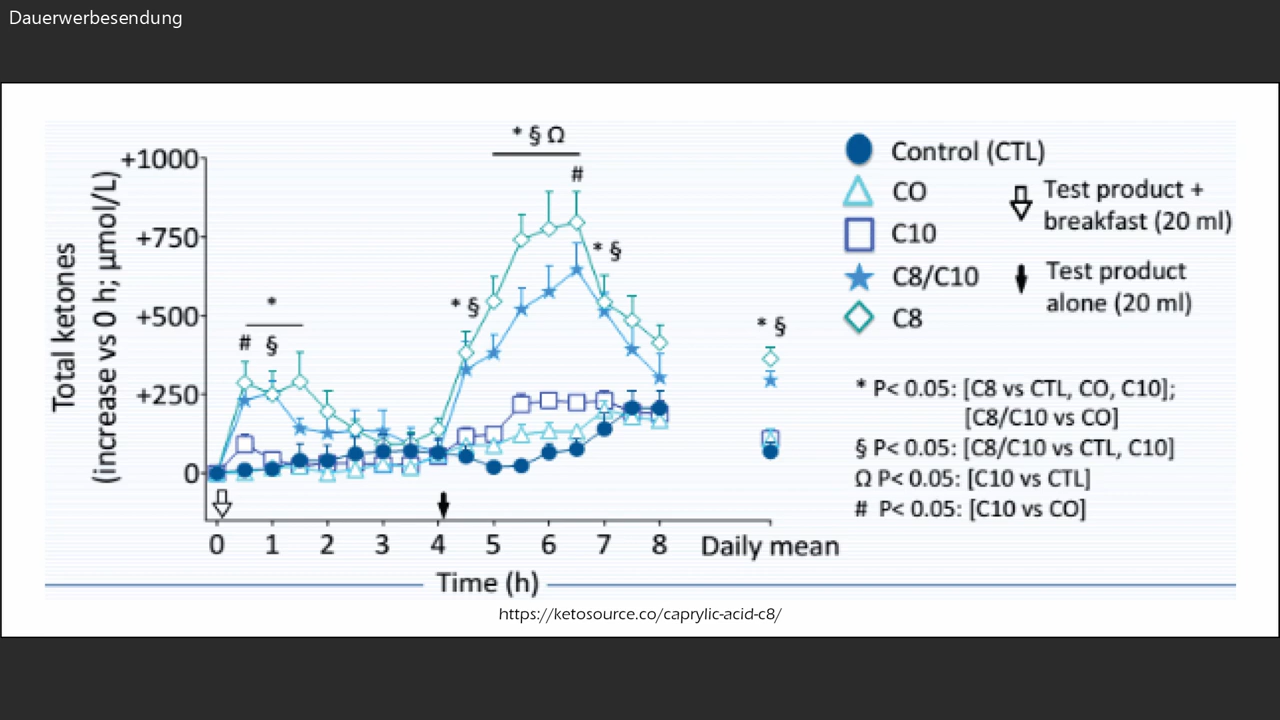 Dauerwerbesendung
* § Ω
#
* §
* §
*
# §
* §
+1000
+750
+500
+250
0
Total ketones
(increase vs 0 h; µmol/L)
0 1 2 3 4 5 6 7 8 Daily mean
Time (h)
Control (CTL)
CO
C10
C8/C10
C8
Test product +
breakfast (20 ml)
Test product
alone (20 ml)
* P< 0.05: [C8 vs CTL, CO, C10];
[C8/C10 vs CO]
§ P< 0.05: [C8/C10 vs CTL, C10]
Ω P< 0.05: [C10 vs CTL]
# P< 0.05: [C10 vs CO]
https://ketosource.co/caprylic-acid-c8/